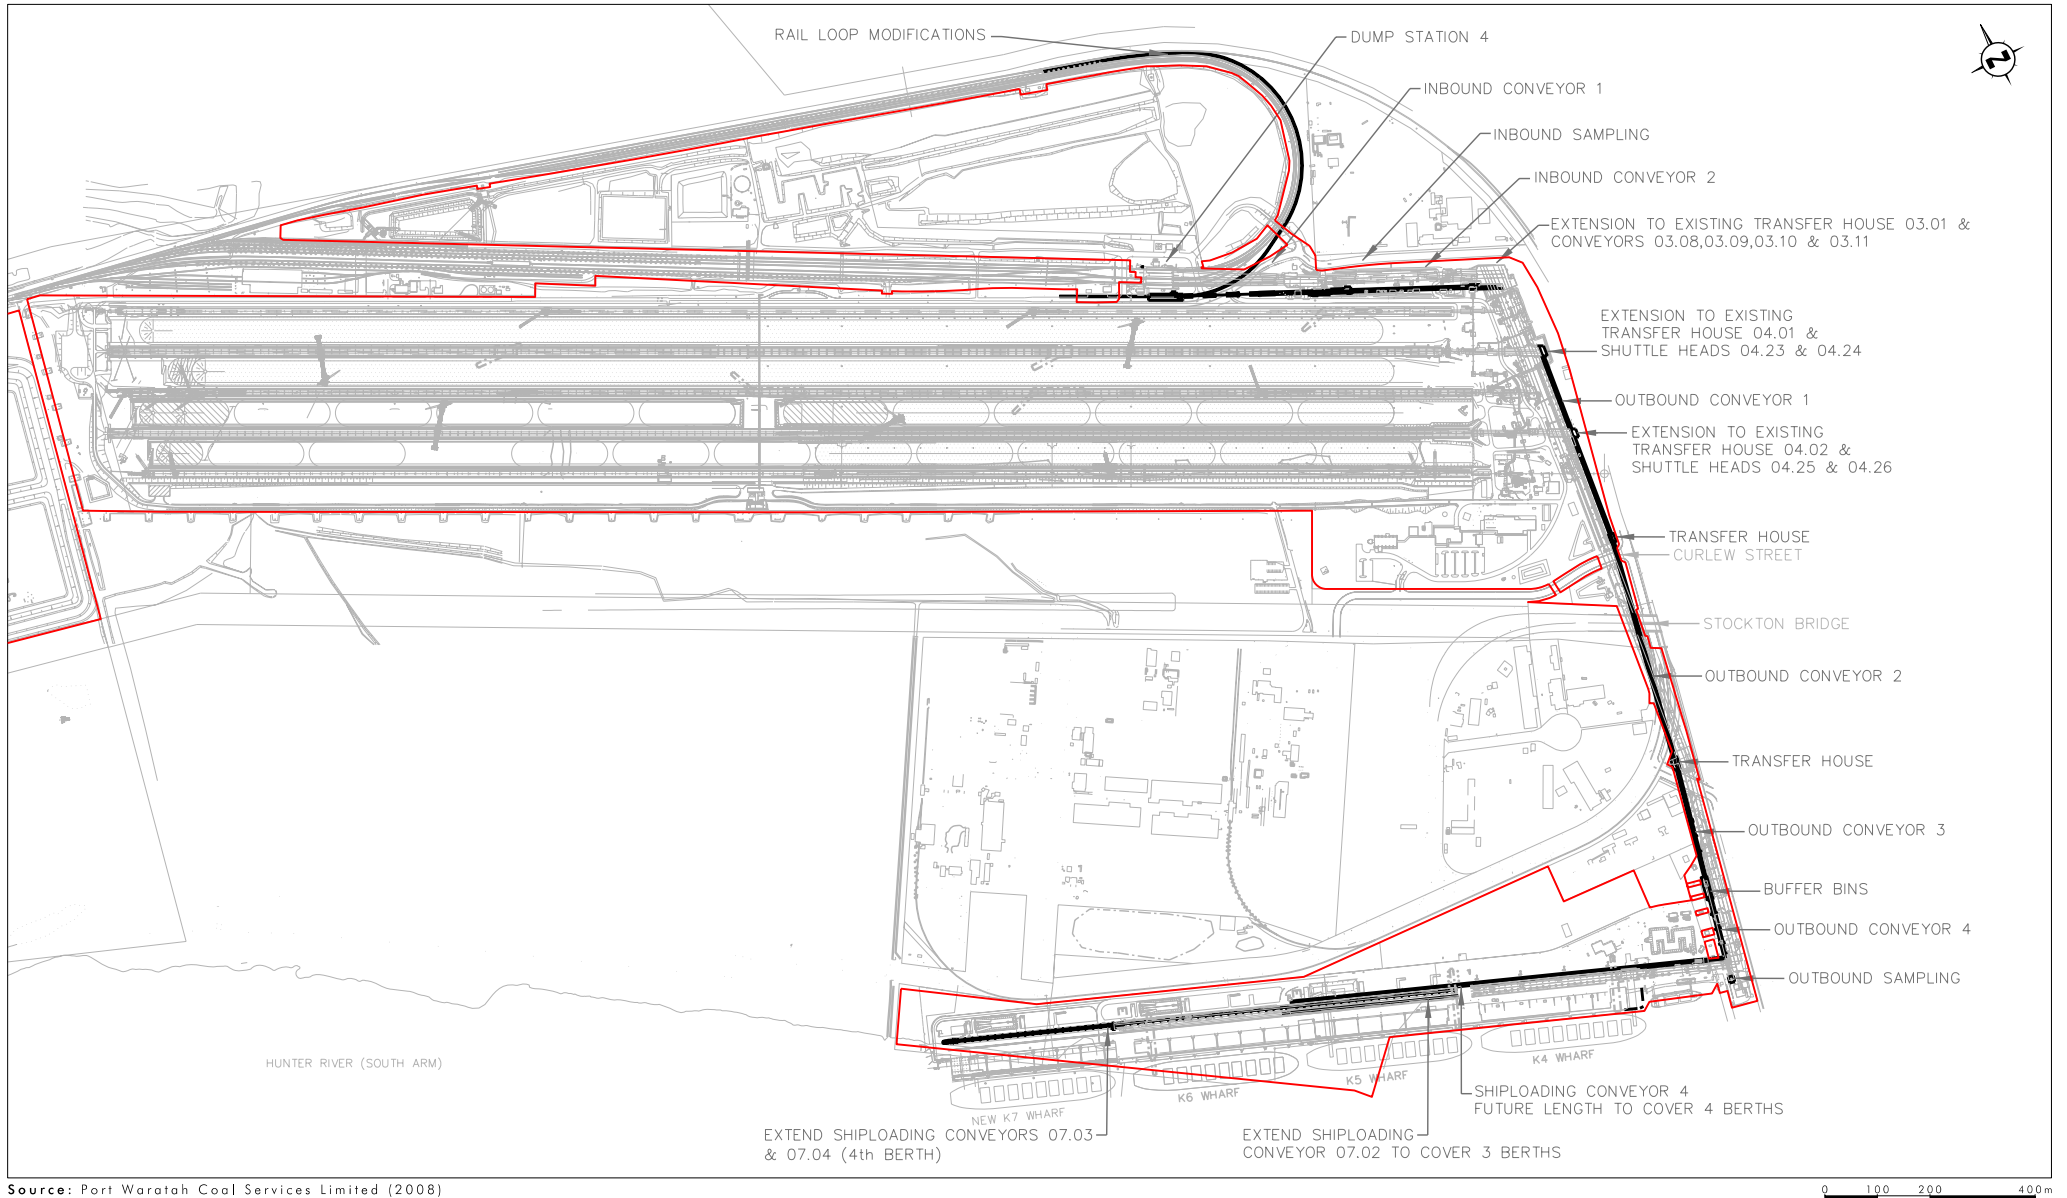 RAIL LOOP MODIFICATIONS
DUMP STATION 4
INBOUND CONVEYOR 1
INBOUND SAMPLING
INBOUND CONVEYOR 2
EXTENSION TO EXISTING TRANSFER HOUSE 03.01 &
CONVEYORS 03.08,03.09,03.10 & 03.11
EXTENSION TO EXISTING
TRANSFER HOUSE 04.01 &
SHUTTLE HEADS 04.23 & 04.24
OUTBOUND CONVEYOR 1
EXTENSION TO EXISTING
TRANSFER HOUSE 04.02 &
SHUTTLE HEADS 04.25 & 04.26
TRANSFER HOUSE
CURLEW STREET
STOCKTON BRIDGE
OUTBOUND CONVEYOR 2
TRANSFER HOUSE
OUTBOUND CONVEYOR 3
BUFFER BINS
OUTBOUND CONVEYOR 4
OUTBOUND SAMPLING
HUNTER RIVER (SOUTH ARM)
K4 WHARF
K5 WHARF
K6 WHARF
NEW K7 WHARF
SHIPLOADING CONVEYOR 4
FUTURE LENGTH TO COVER 4 BERTHS
EXTEND SHIPLOADING CONVEYORS 07.03
& 07.04 (4th BERTH)
EXTEND SHIPLOADING
CONVEYOR 07.02 TO COVER 3 BERTHS
Source: Port Waratah Coal Services Limited (2008)
0 100 200 400m
N